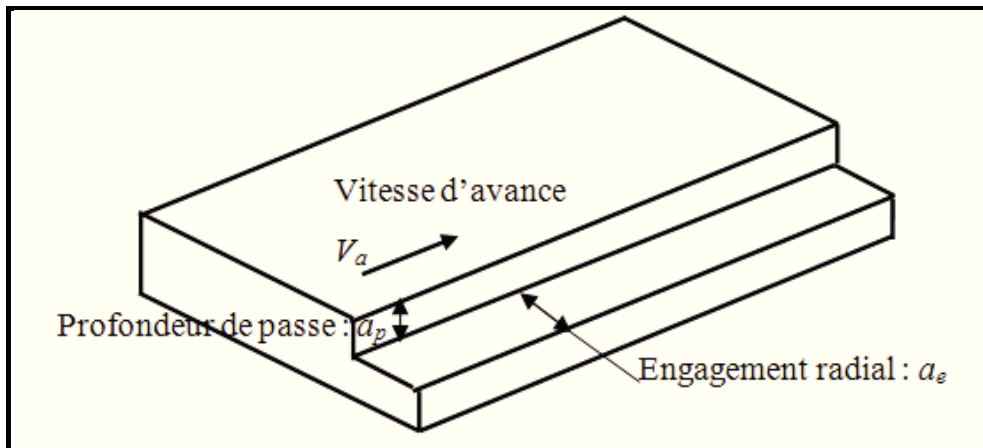 Vitesse d'avance
Va
Profondeur de passe : ap
Engagement radial : ae